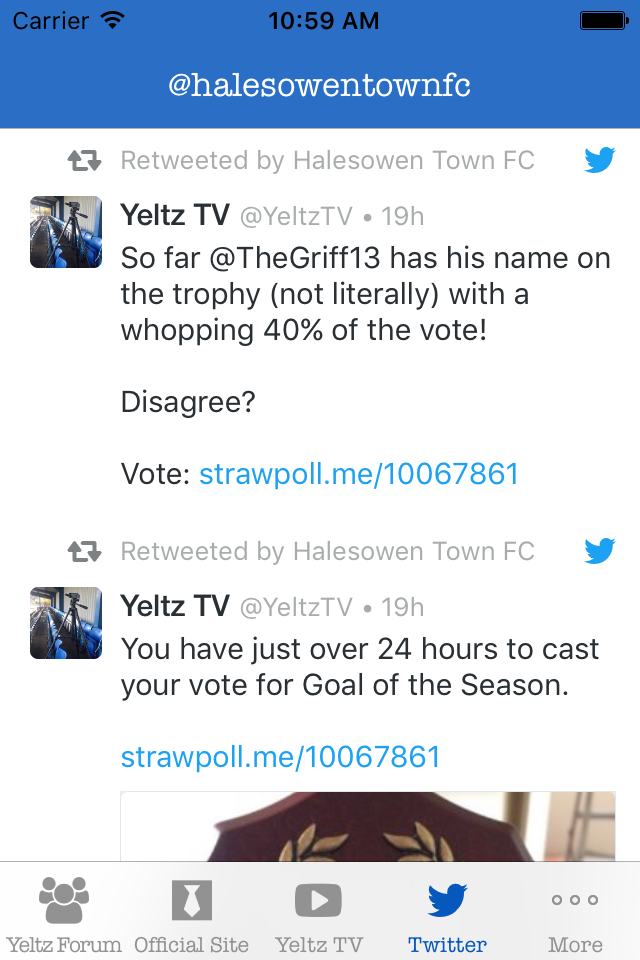 Carrier 10:59 AM
@halesowentownfc
Retweeted by Halesowen Town FC
Yeltz TV @YeltzTV • 19h
So far @TheGriff13 has his name on
the trophy (not literally) with a
whopping 40% of the vote!
Disagree?
Vote: strawpoll.me/10067861
Retweeted by Halesowen Town FC
Yeltz TV @YeltzTV • 19h
You have just over 24 hours to cast
your vote for Goal of the Season.
strawpoll.me/10067861
Yeltz Forum Official Site Yeltz TV Twitter More